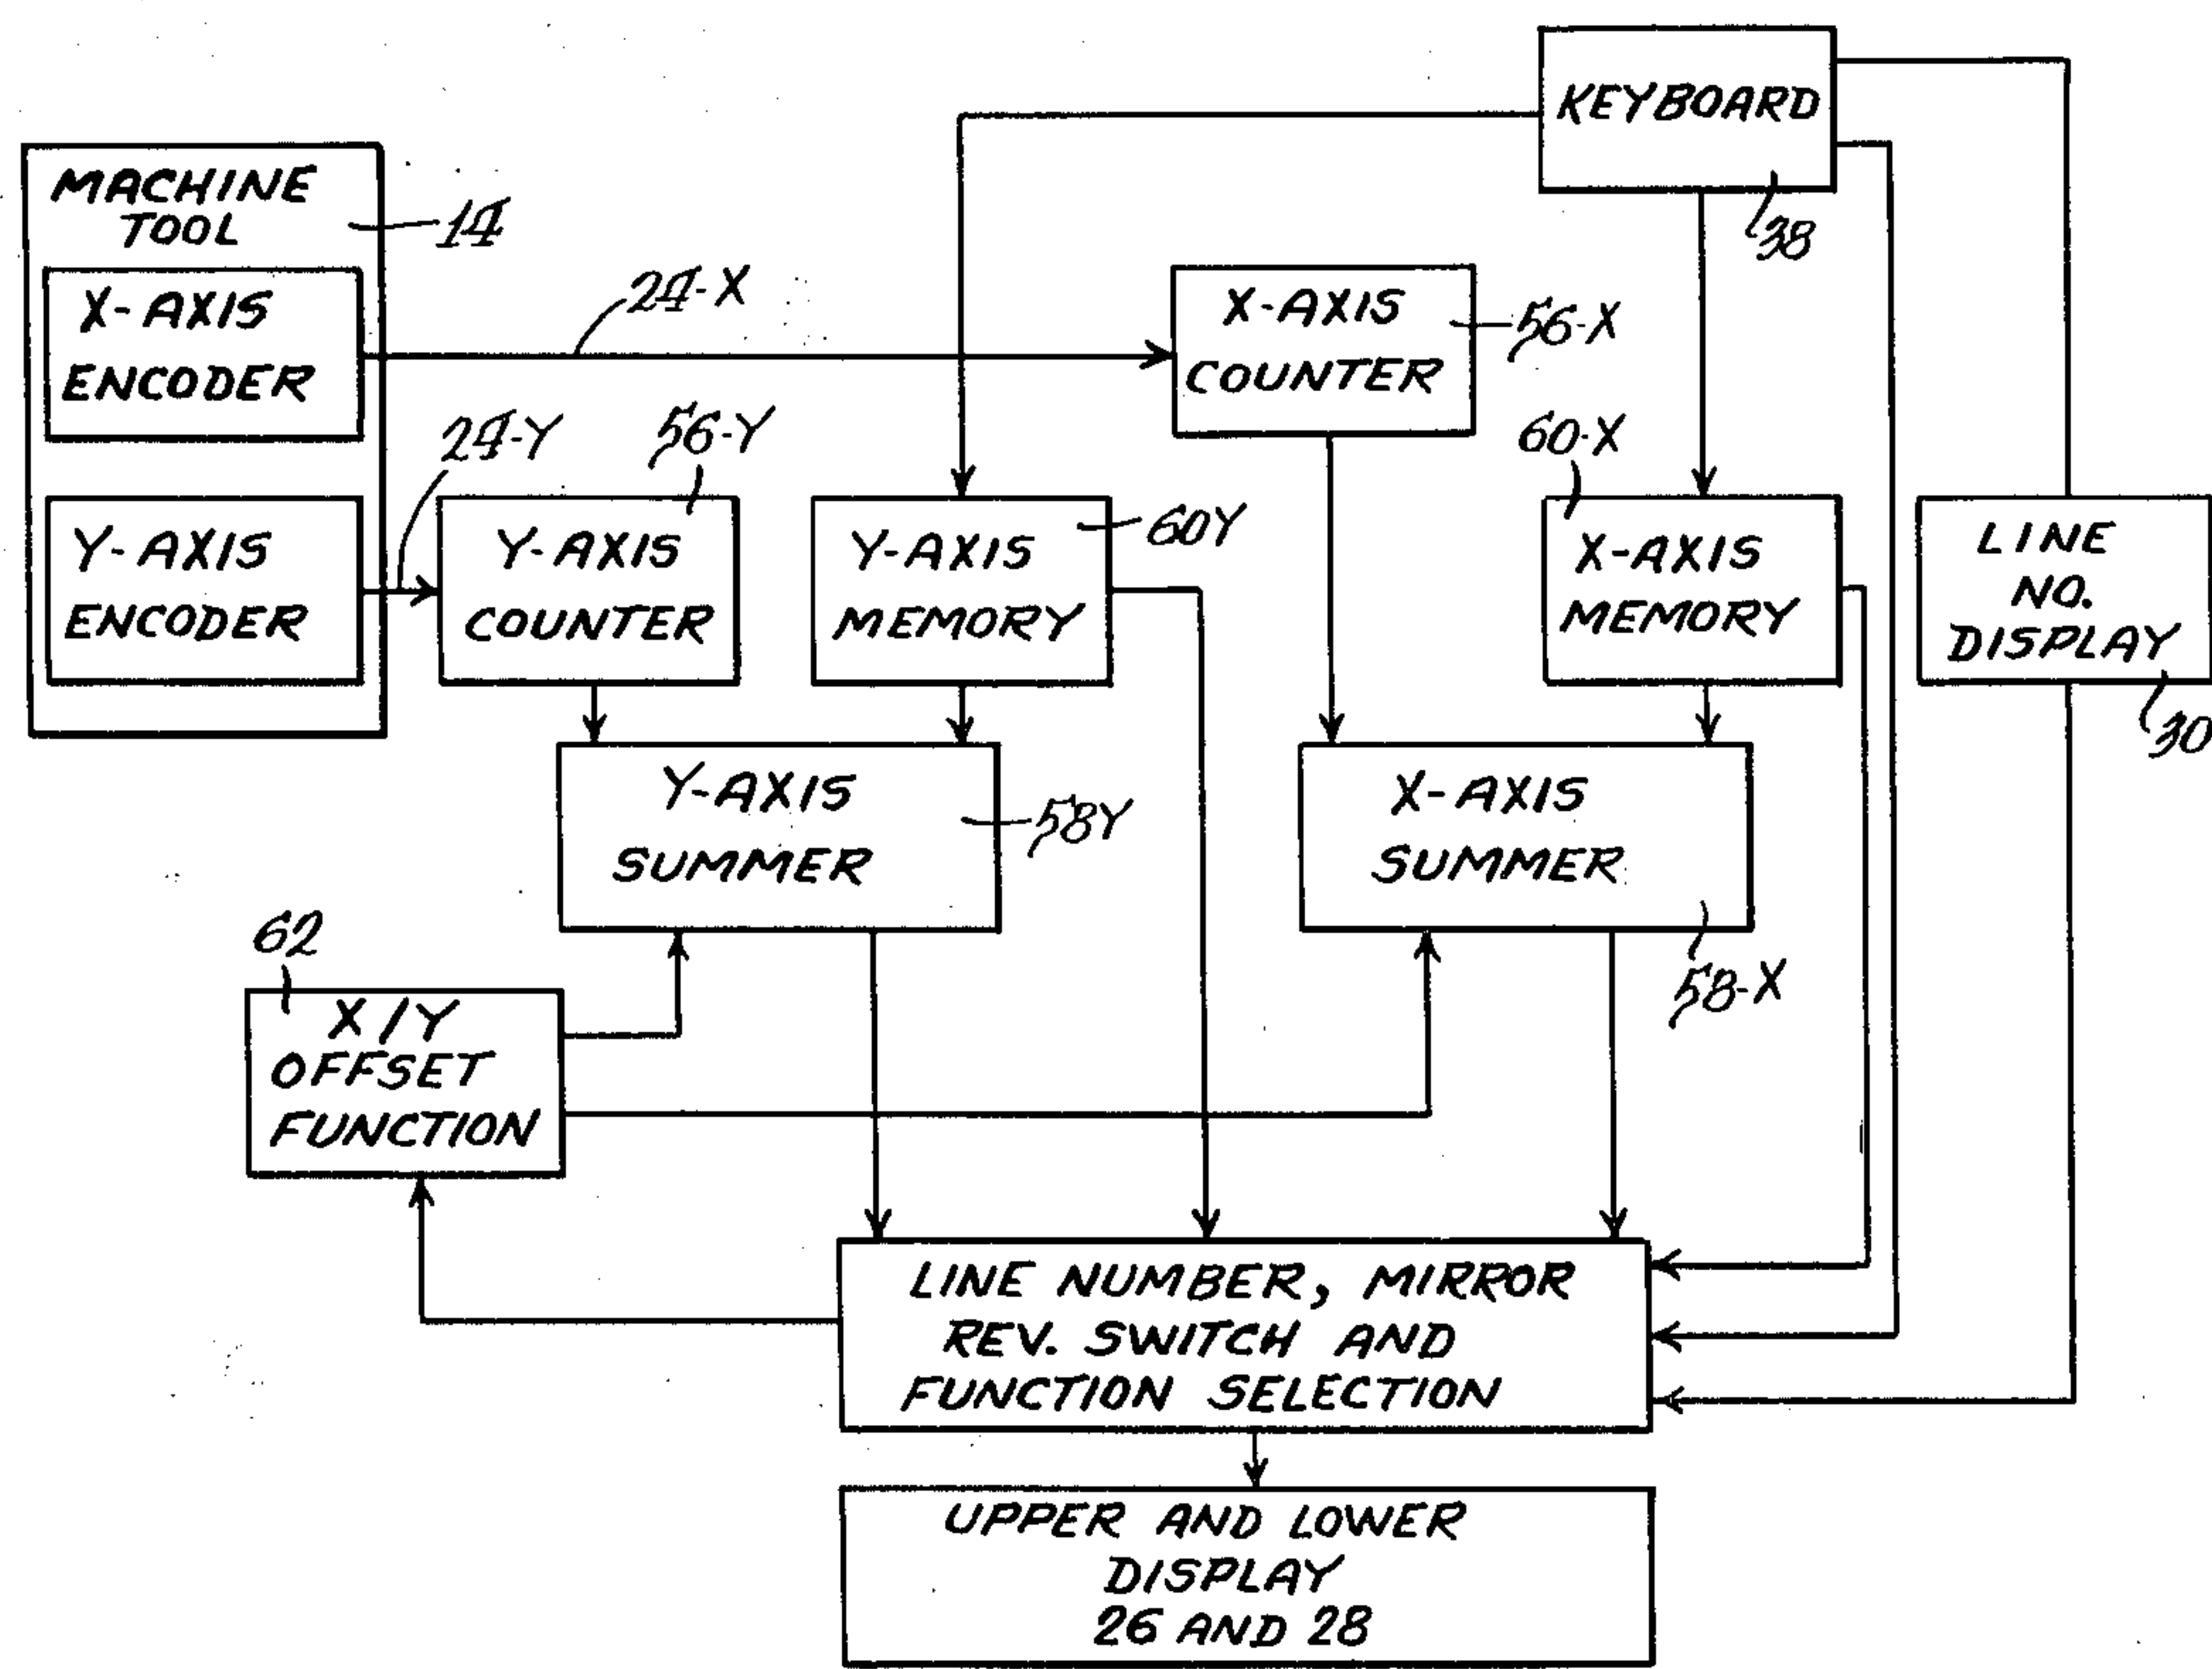 KEYBOARD
38
MACHINE
TOOL
14
X-AXIS
ENCODER
24-X
X-AXIS
COUNTER
56-X
24-Y
56-Y
60-X
Y-AXIS
ENCODER
Y-AXIS
COUNTER
Y-AXIS
MEMORY
60Y
X-AXIS
MEMORY
LINE
NO.
DISPLAY
30
Y-AXIS
SUMMER
58Y
X-AXIS
SUMMER
58-X
62
X/Y
OFFSET
FUNCTION
LINE NUMBER, MIRROR
REV. SWITCH AND
FUNCTION SELECTION
UPPER AND LOWER
DISPLAY
26 AND 28